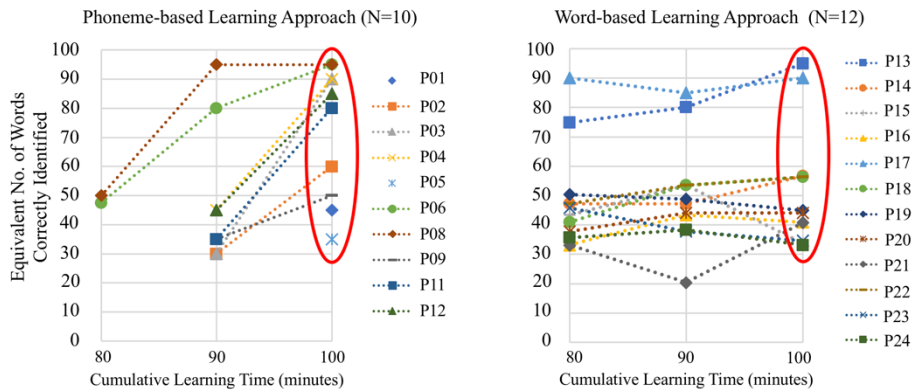 Phoneme-based Learning Approach (N=10)
Equivalent No. of Words
Correctly Identified
100
90
80
70
60
50
40
30
20
10
0
80
90
100
Cumulative Learning Time (minutes)
P01
P02
P03
P04
P05
P06
P08
P09
P11
P12
Word-based Learning Approach (N=12)
100
90
80
70
60
50
40
30
20
10
0
80
90
100
Cumulative Learning Time (minutes)
P13
P14
P15
P16
P17
P18
P19
P20
P21
P22
P23
P24